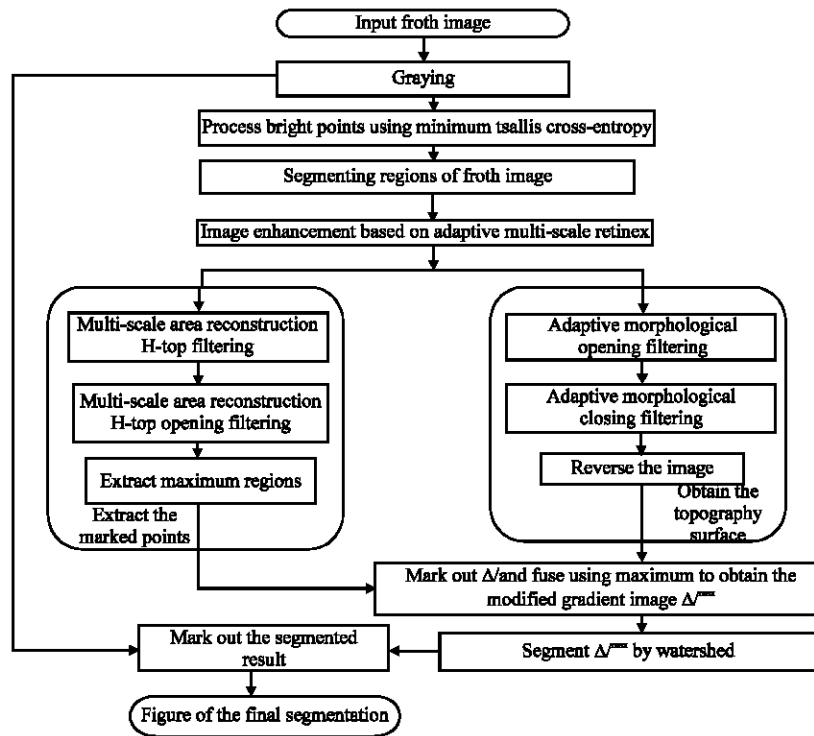 Input froth image
Graying
Process bright points using minimum tsallis cross-entropy
Segmenting regions of froth image
Image enhancement based on adaptive multi-scale retinex
Multi-scale area reconstruction
H-top filtering
Multi-scale area reconstruction
H-top opening filtering
Extract maximum regions
Extract the
marked points
Adaptive morphological
opening filtering
Adaptive morphological
closing filtering
Reverse the image
Obtain the
topography
surface
Mark out Δ/and fuse using maximum to obtain the
modified gradient image Δ/
Segment Δ/ by watershed
Mark out the segmented
result
Figure of the final segmentation